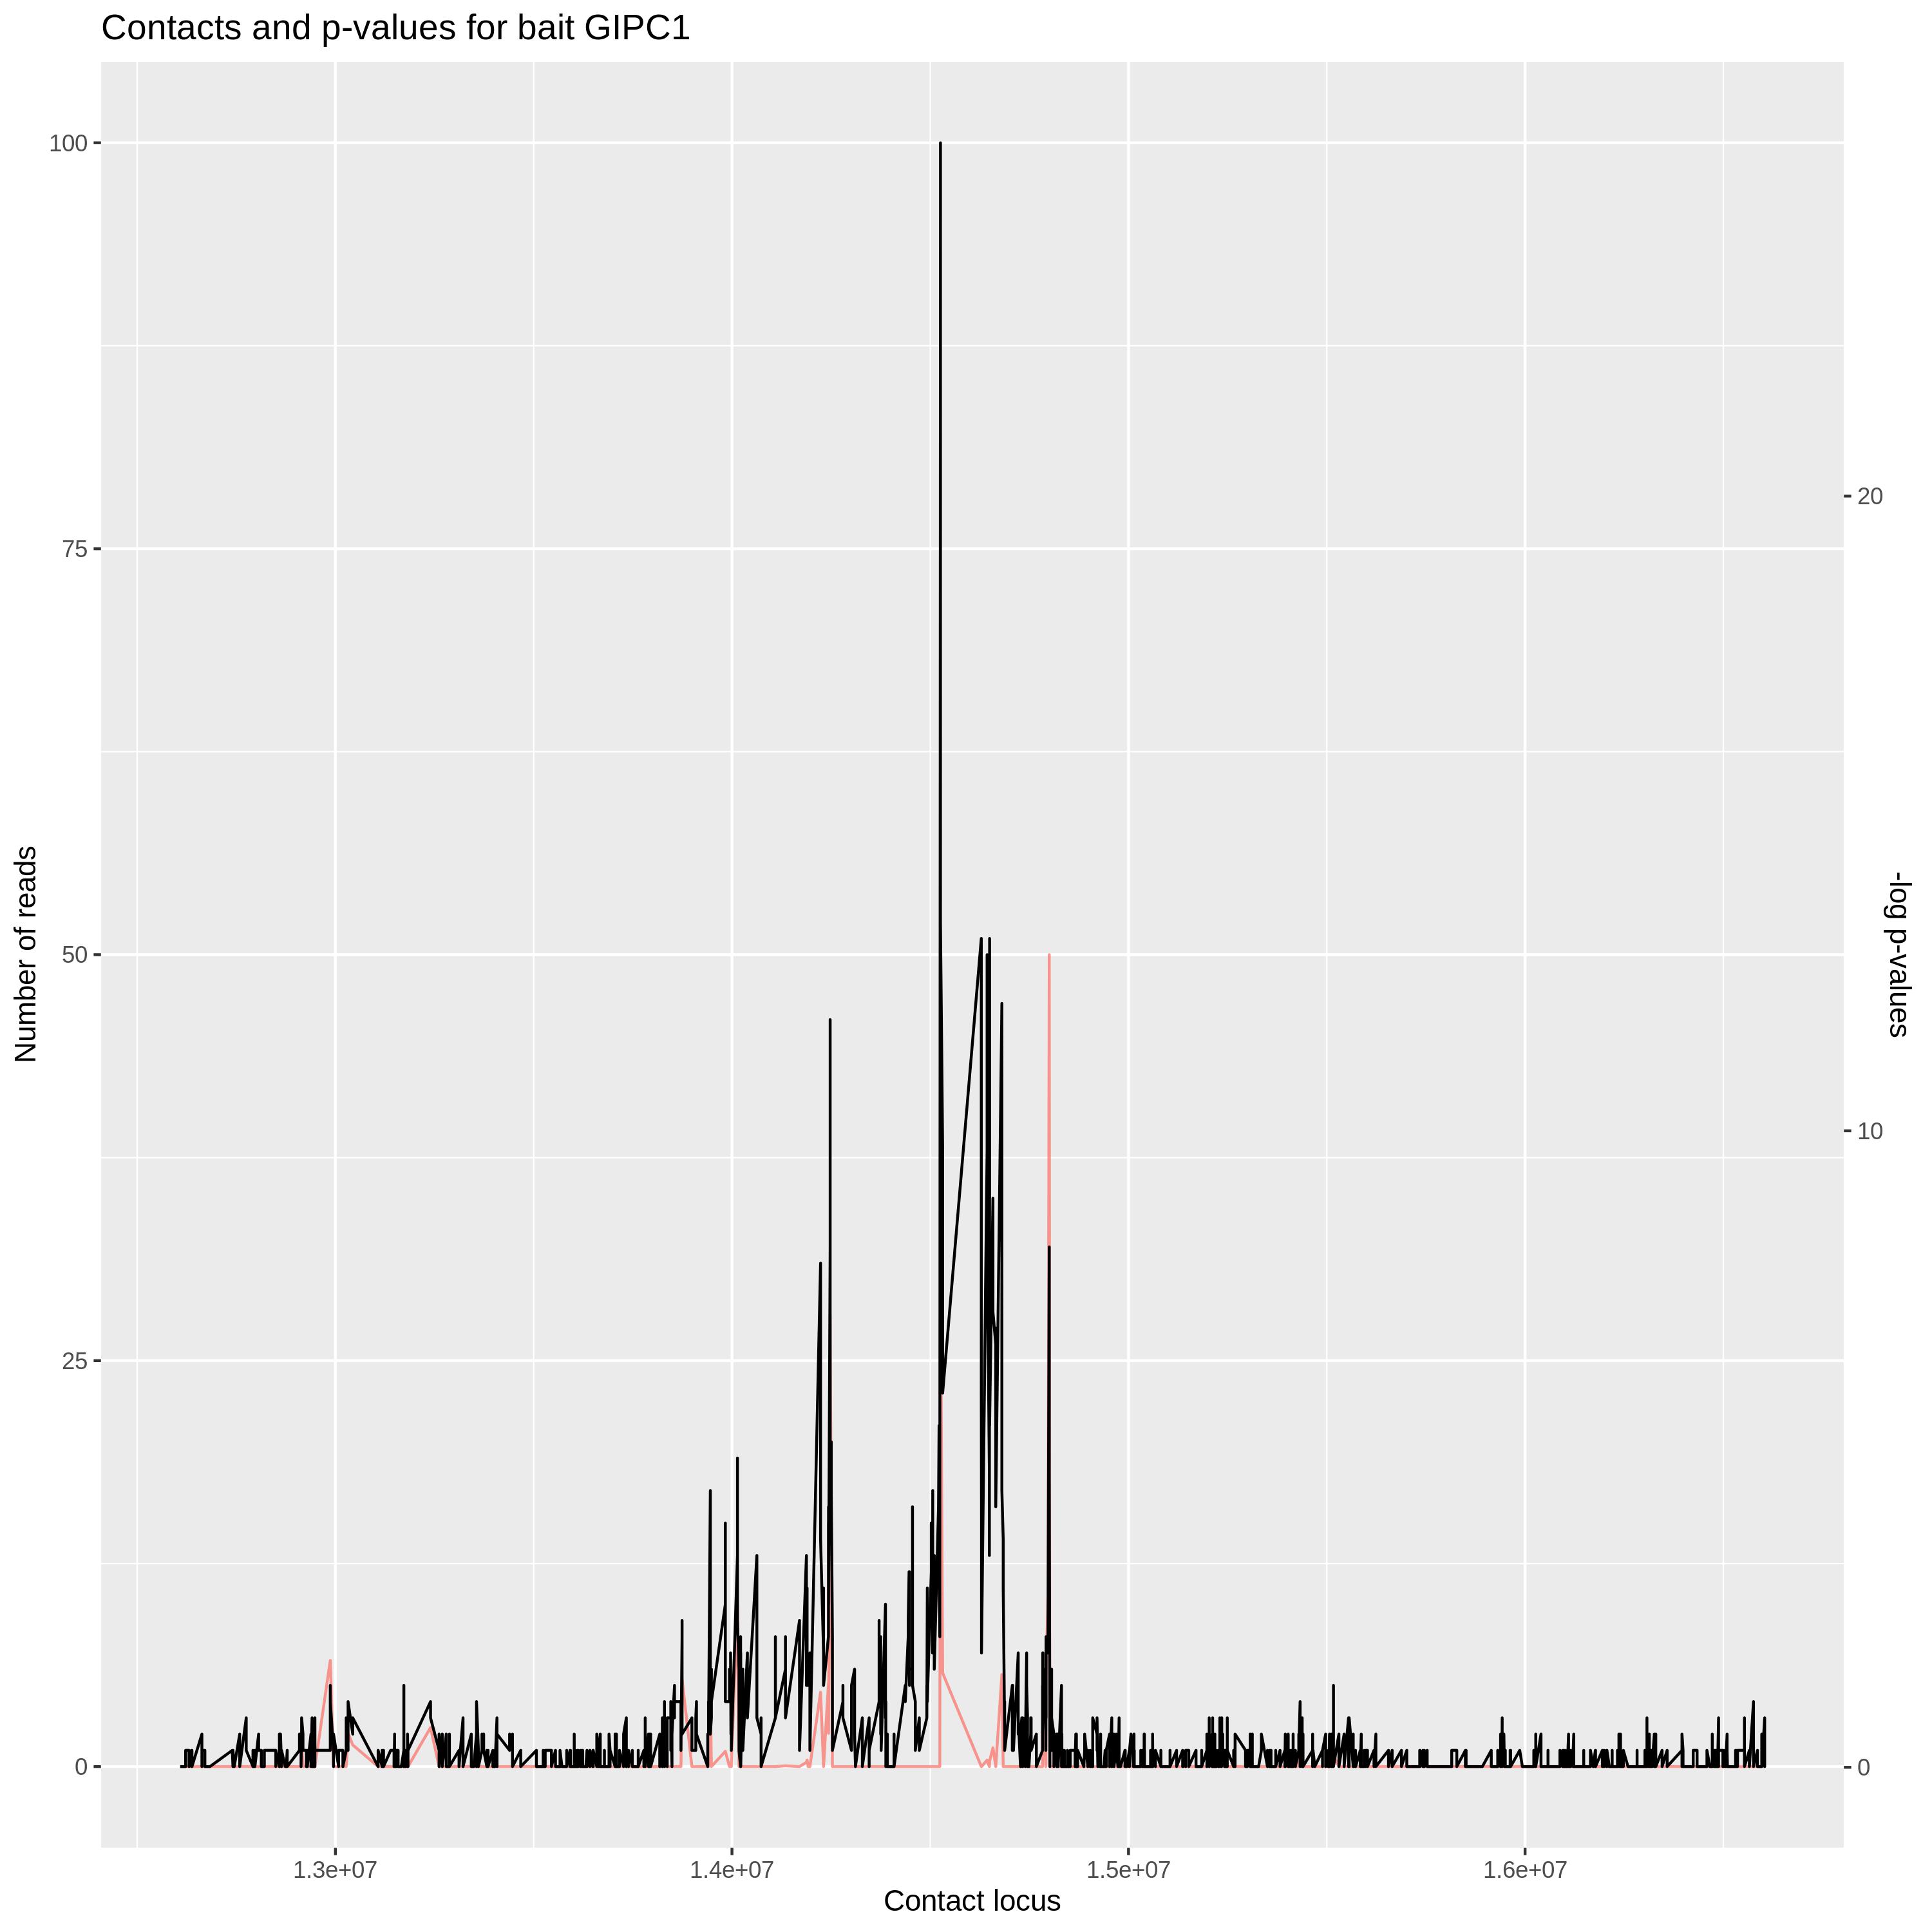 Contacts and p-values for bait GIPC1
100
75
50
25
0
Number of reads
20
10
0
-log p-values
1.3e+07
1.4e+07
1.5e+07
1.6e+07
Contact locus